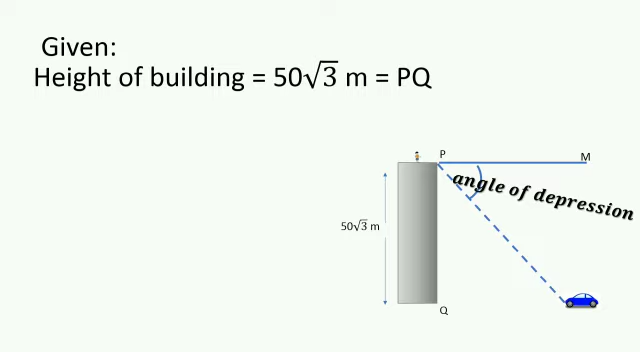 Given:
Height of building = 50√3 m = PQ
P
M
angle of depression
50√3 m
Q